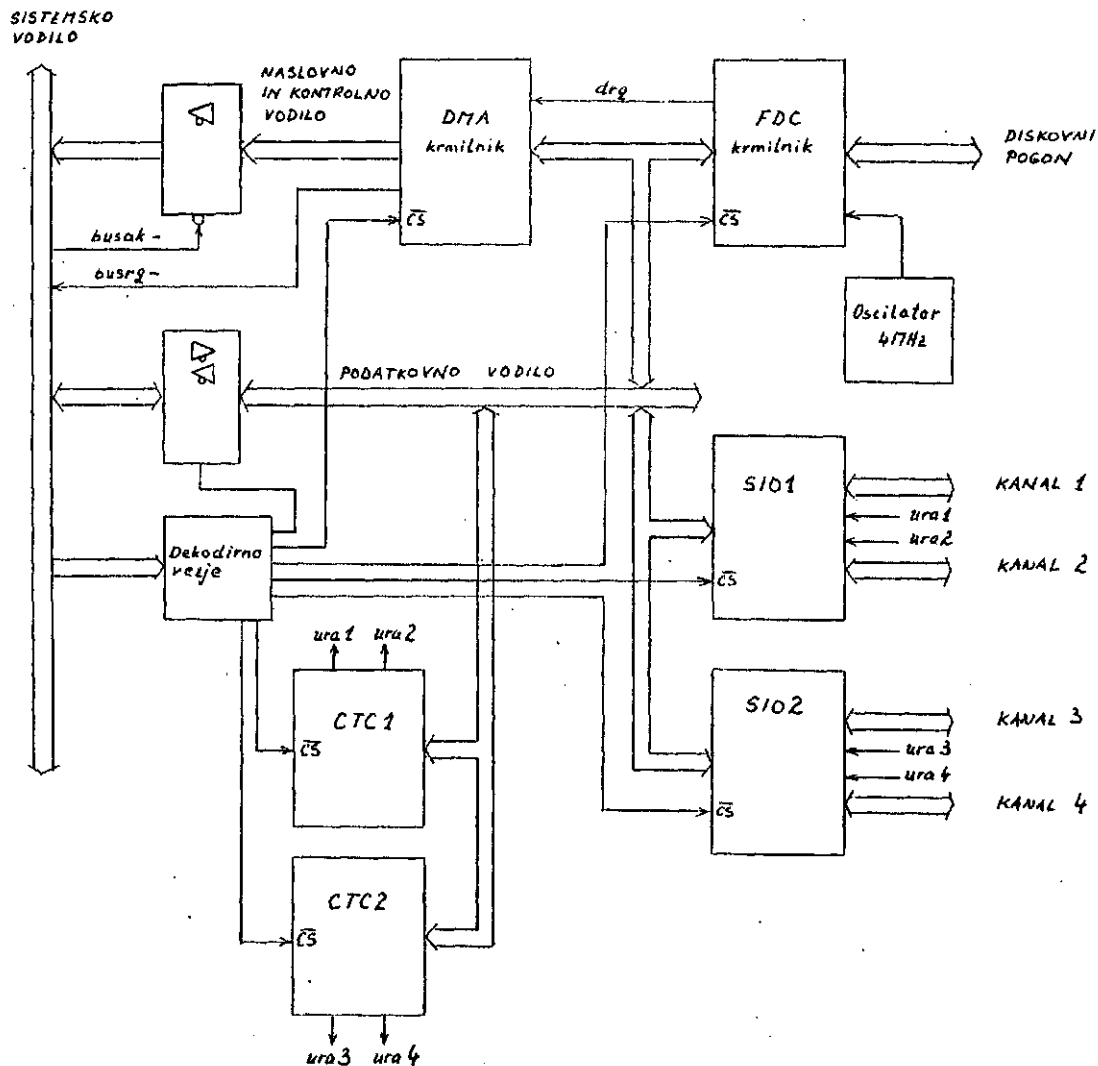 SISTEMSKO
VODILO
NASLOVNO
IN KONTROLNO
VODILO
DMA
krmilnik
CS
drq
FDC
krmilnik
CS
DISKOVNI
POGON
busak-
busrq-
Oscilator
4MHz
PODATKOVNO VODILO
Dekodirno
vezje
SIO1
CS
KANAL 1
ura1
ura2
KANAL 2
ura1 ura2
CTC1
CS
SIO2
CS
KANAL 3
ura3
ura4
KANAL 4
CTC2
CS
ura3 ura4